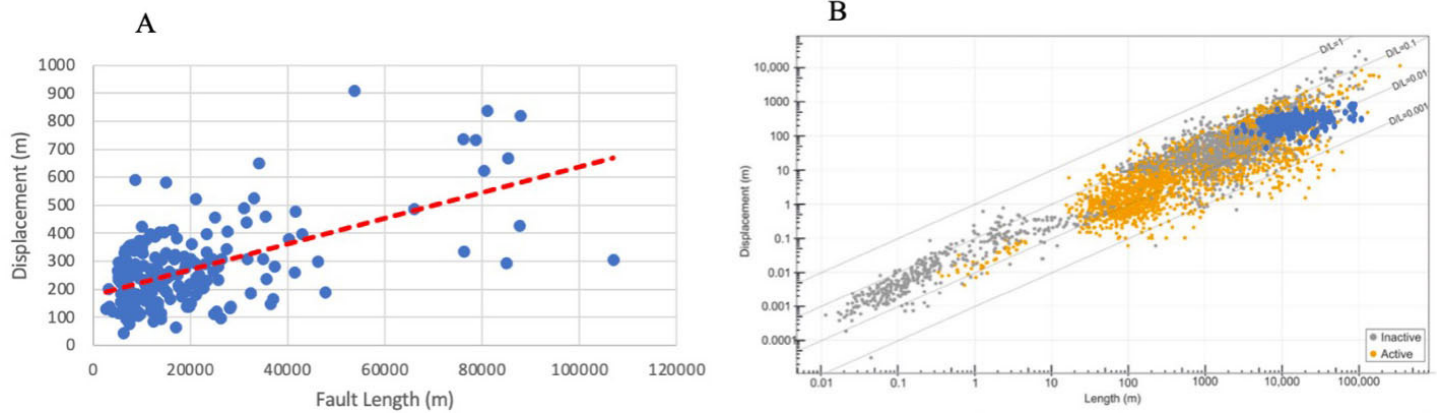 A
1000
900
800
700
600
500
400
300
200
100
0
Displacement (m)
0 20000 40000 60000 80000 100000 120000
Fault Length (m)
B
D/L=1
D/L=0.1
D/L=0.01
D/L=0.001
10,000
1000
100
10
1
0.1
0.01
0.001
0.0001
Displacement (m)
Inactive
Active
0.01 0.1 1 10 100 1000 10,000 100,000
Length (m)